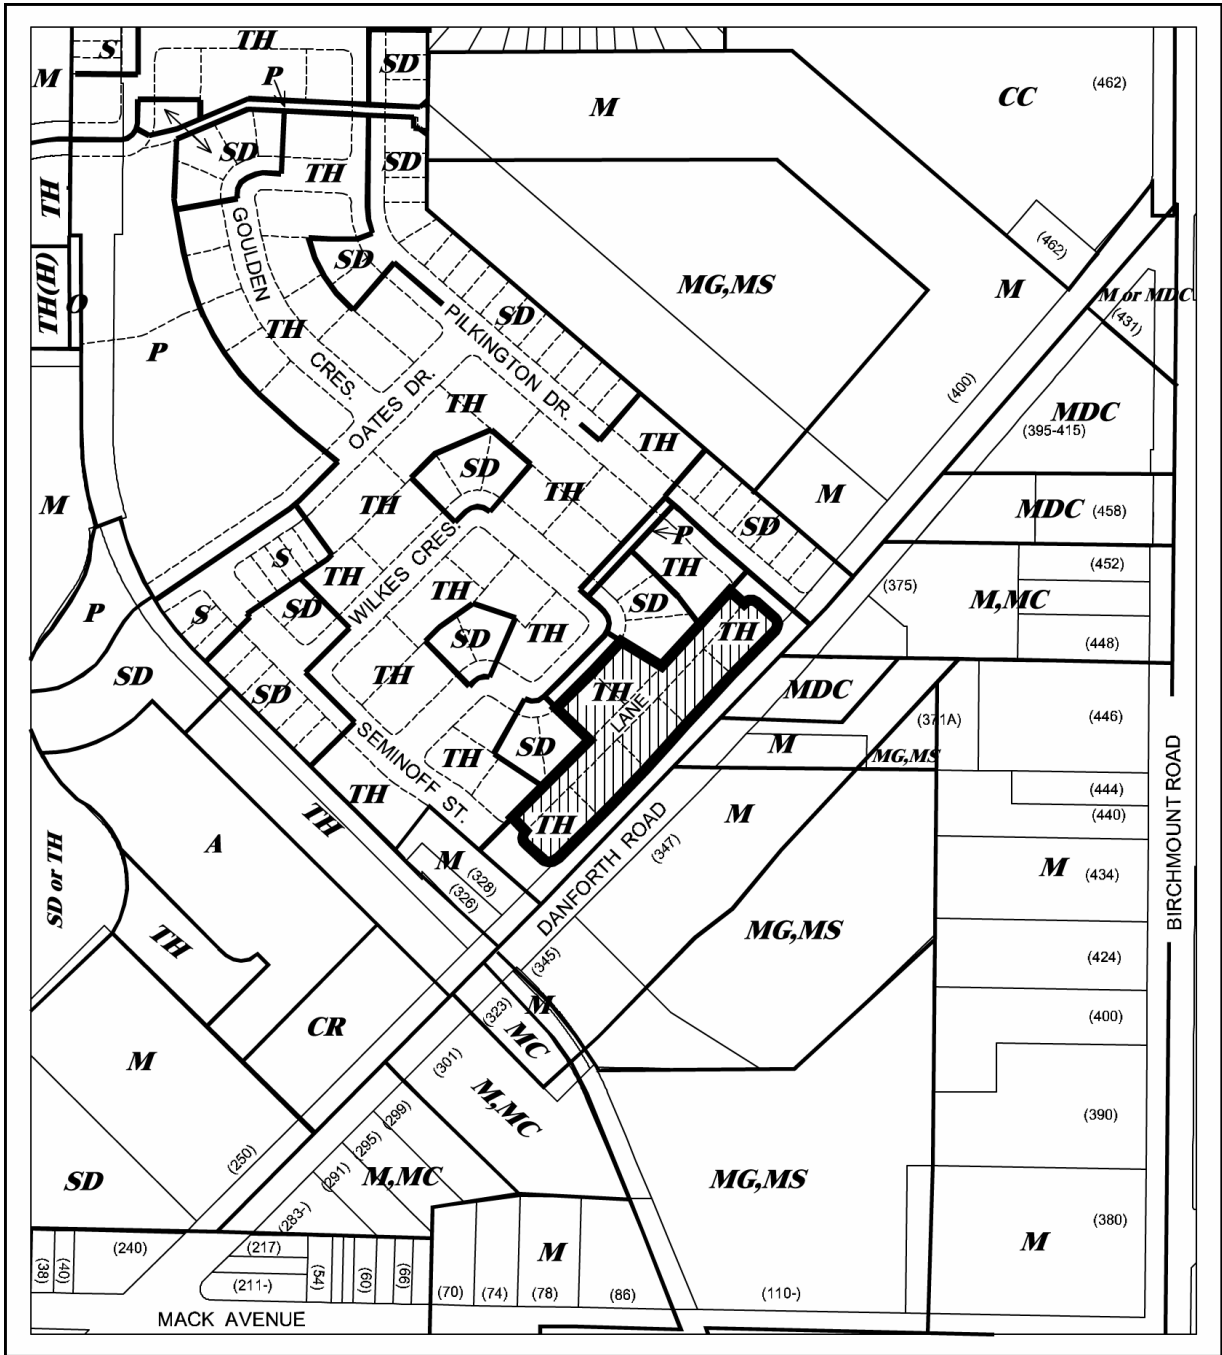 S
TH
SD
M
P
M
CC
(462)
SD
TH
SD
TH
GOULDEN
(462)
SD
MG,MS
M
M or MDC
TH(H)
O
(431)
SD
TH
P
PILKINGTON DR.
CRES.
OATES DR.
TH
(400)
MDC
(395-415)
TH
SD
TH
TH
M
M
MDC
(458)
SD
P
S
WILKES CRES.
TH
TH
(452)
TH
(375)
M,MC
SD
SD
S
P
TH
SD
TH
(448)
TH
SD
TH
MDC
SD
TH
LANE
(446)
(371A)
SEMINOFF ST.
SD
M
MG,MS
TH
BIRCHMOUNT ROAD
TH
(444)
M
(440)
TH
TH
DANFORTH ROAD
A
(347)
SD or TH
M
(328)
(326)
M
(434)
MG,MS
TH
(424)
(345)
M
(323)
MC
CR
(400)
M
(301)
M,MC
(299)
(390)
(295)
(250)
(291)
M,MC
SD
MG,MS
(283-)
(380)
M
(240)
(217)
M
(38)
(40)
(211-)
(54)
(60)
(66)
(70)
(74)
(78)
(86)
(110-)
MACK AVENUE